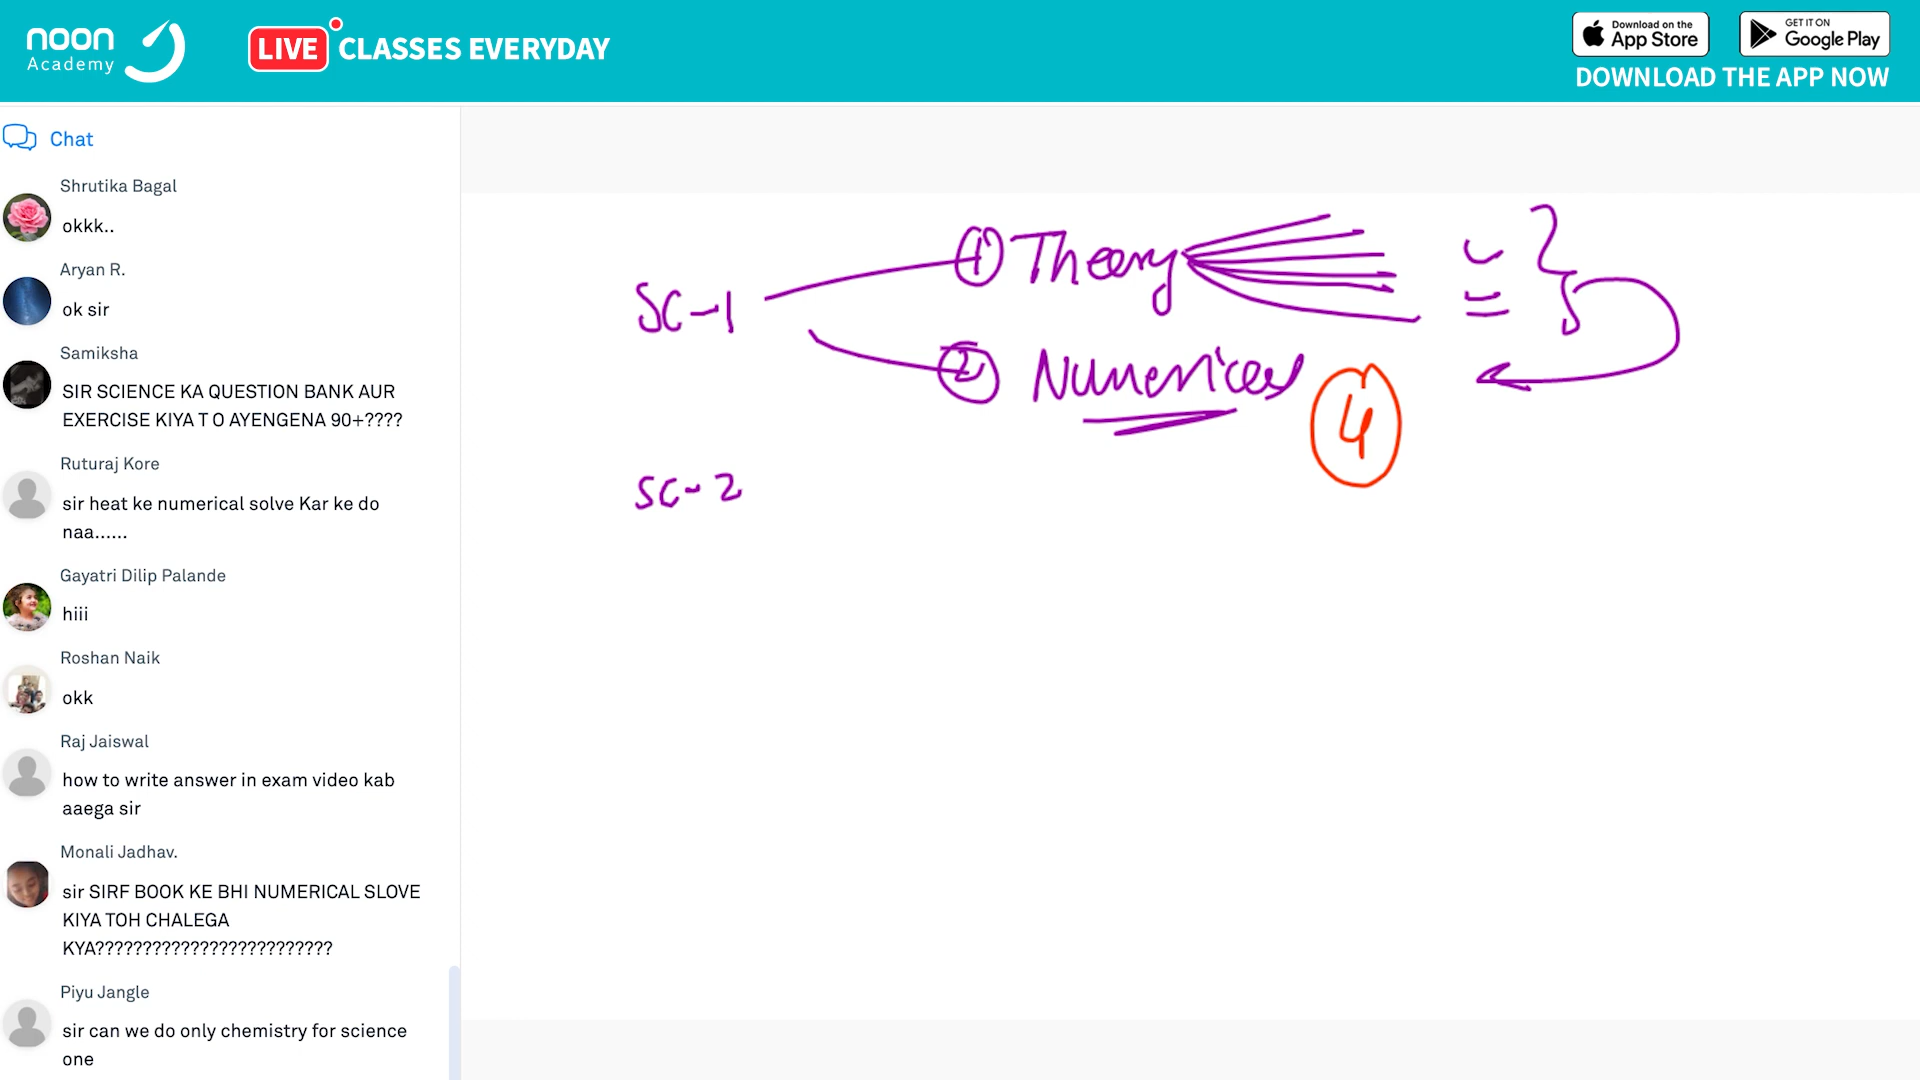 noon
Academy
LIVE CLASSES EVERYDAY
Download on the
App Store
GET IT ON
Google Play
DOWNLOAD THE APP NOW
Chat
Shrutika Bagal
okkk..
Aryan R.
ok sir
Samiksha
SIR SCIENCE KA QUESTION BANK AUR
EXERCISE KIYA T O AYENGENA 90+????
Ruturaj Kore
sir heat ke numerical solve Kar ke do
naa......
Gayatri Dilip Palande
hiii
Roshan Naik
okk
Raj Jaiswal
how to write answer in exam video kab
aaega sir
Monali Jadhav.
sir SIRF BOOK KE BHI NUMERICAL SLOVE
KIYA TOH CHALEGA
KYA?????????????????????????
Piyu Jangle
sir can we do only chemistry for science
one
SC-1
1 Theory
2 Numerical
4
SC-2